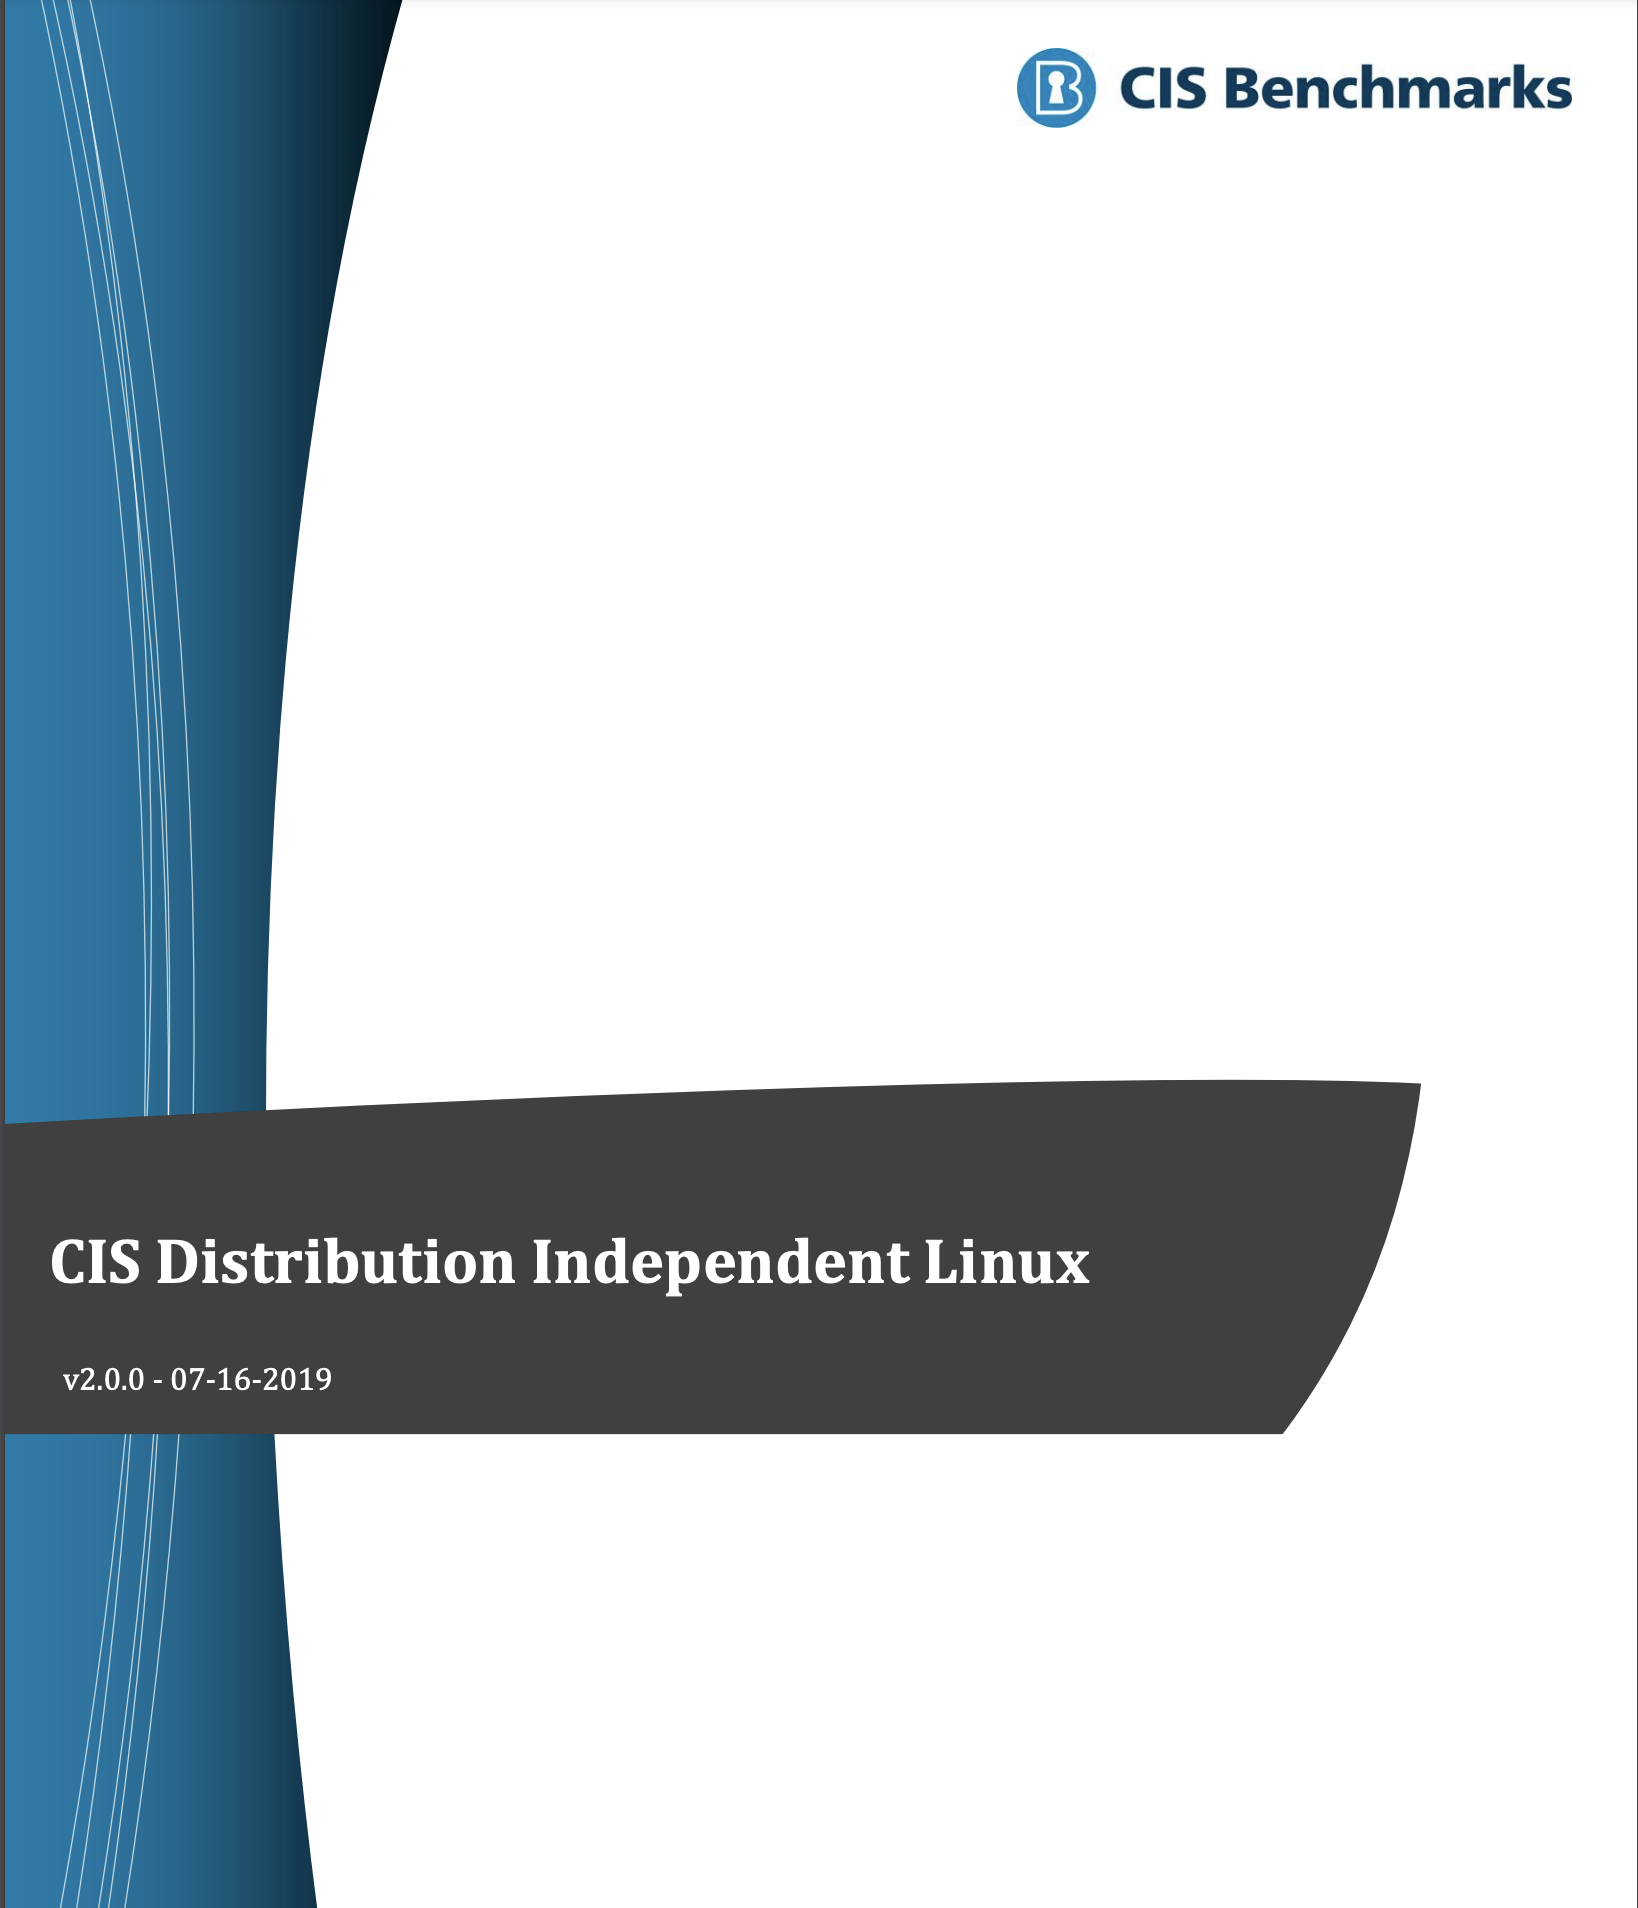 CIS Benchmarks
CIS Distribution Independent Linux
v2.0.0 - 07-16-2019